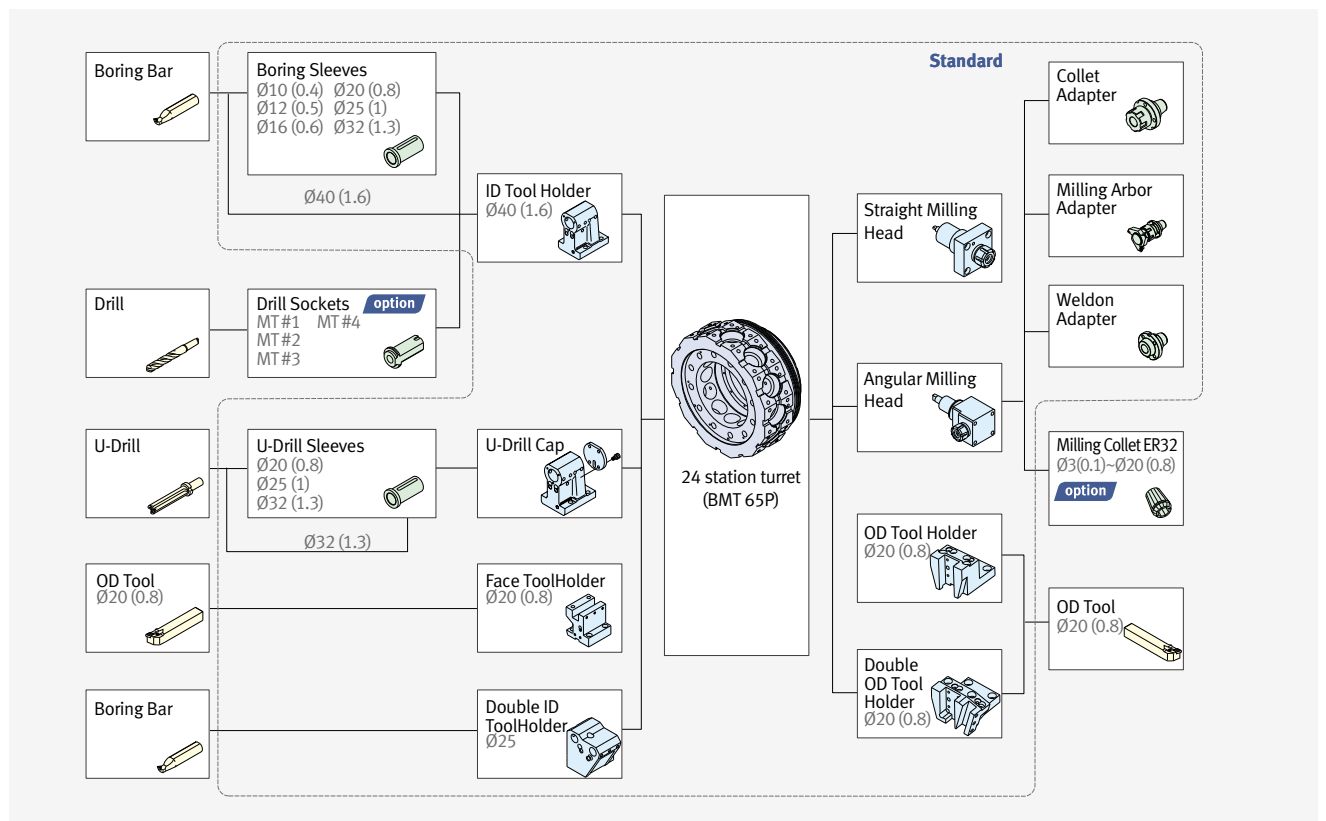 Standard
Boring Bar
Boring Sleeves
Ø10 (0.4) Ø20 (0.8)
Ø12 (0.5) Ø25 (1)
Ø16 (0.6) Ø32 (1.3)
Ø40 (1.6)
ID Tool Holder
Ø40 (1.6)
Drill
Drill Sockets option
MT #1 MT #4
MT #2
MT #3
U-Drill
U-Drill Sleeves
Ø20 (0.8)
Ø25 (1)
Ø32 (1.3)
Ø32 (1.3)
U-Drill Cap
OD Tool
Ø20 (0.8)
Face ToolHolder
Ø20 (0.8)
Boring Bar
Double ID
ToolHolder
Ø25
24 station turret
(BMT 65P)
Straight Milling
Head
Angular Milling
Head
OD Tool Holder
Ø20 (0.8)
Double
OD Tool
Holder
Ø20 (0.8)
Collet
Adapter
Milling Arbor
Adapter
Weldon
Adapter
Milling Collet ER32
Ø3(0.1)~Ø20 (0.8)
option
OD Tool
Ø20 (0.8)